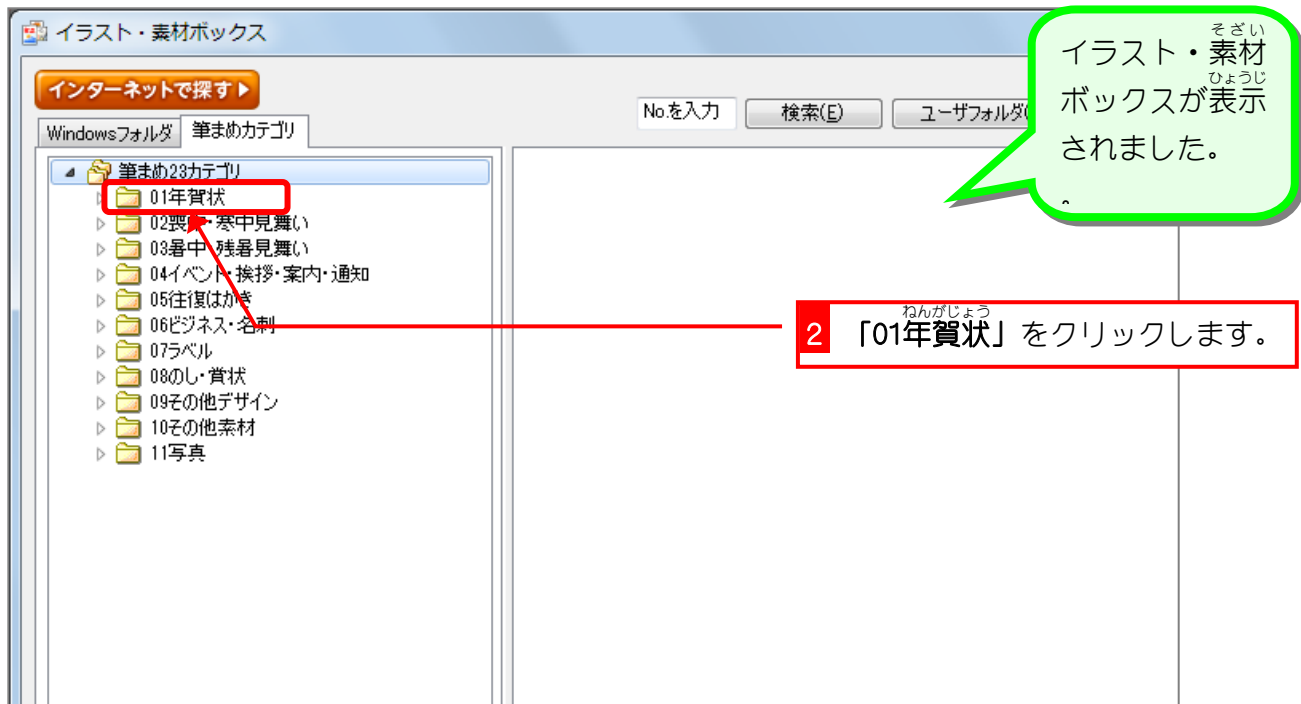 イラスト・素材ボックス
インターネットで探す
No.を入力 検索(E) ユーザフォルダ(
Windowsフォルダ 筆まめカテゴリ
筆まめ23カテゴリ
01年賀状
02喪中・寒中見舞い
03暑中・残暑見舞い
04イベント・挨拶・案内・通知
05往復はがき
06ビジネス・名刺
07ラベル
08のし・賞状
09その他デザイン
10その他素材
11写真
そざい
イラスト・素材
ひょうじ
ボックスが表示
されました。
。
ねんがじょう
2 「01年賀状」をクリックします。